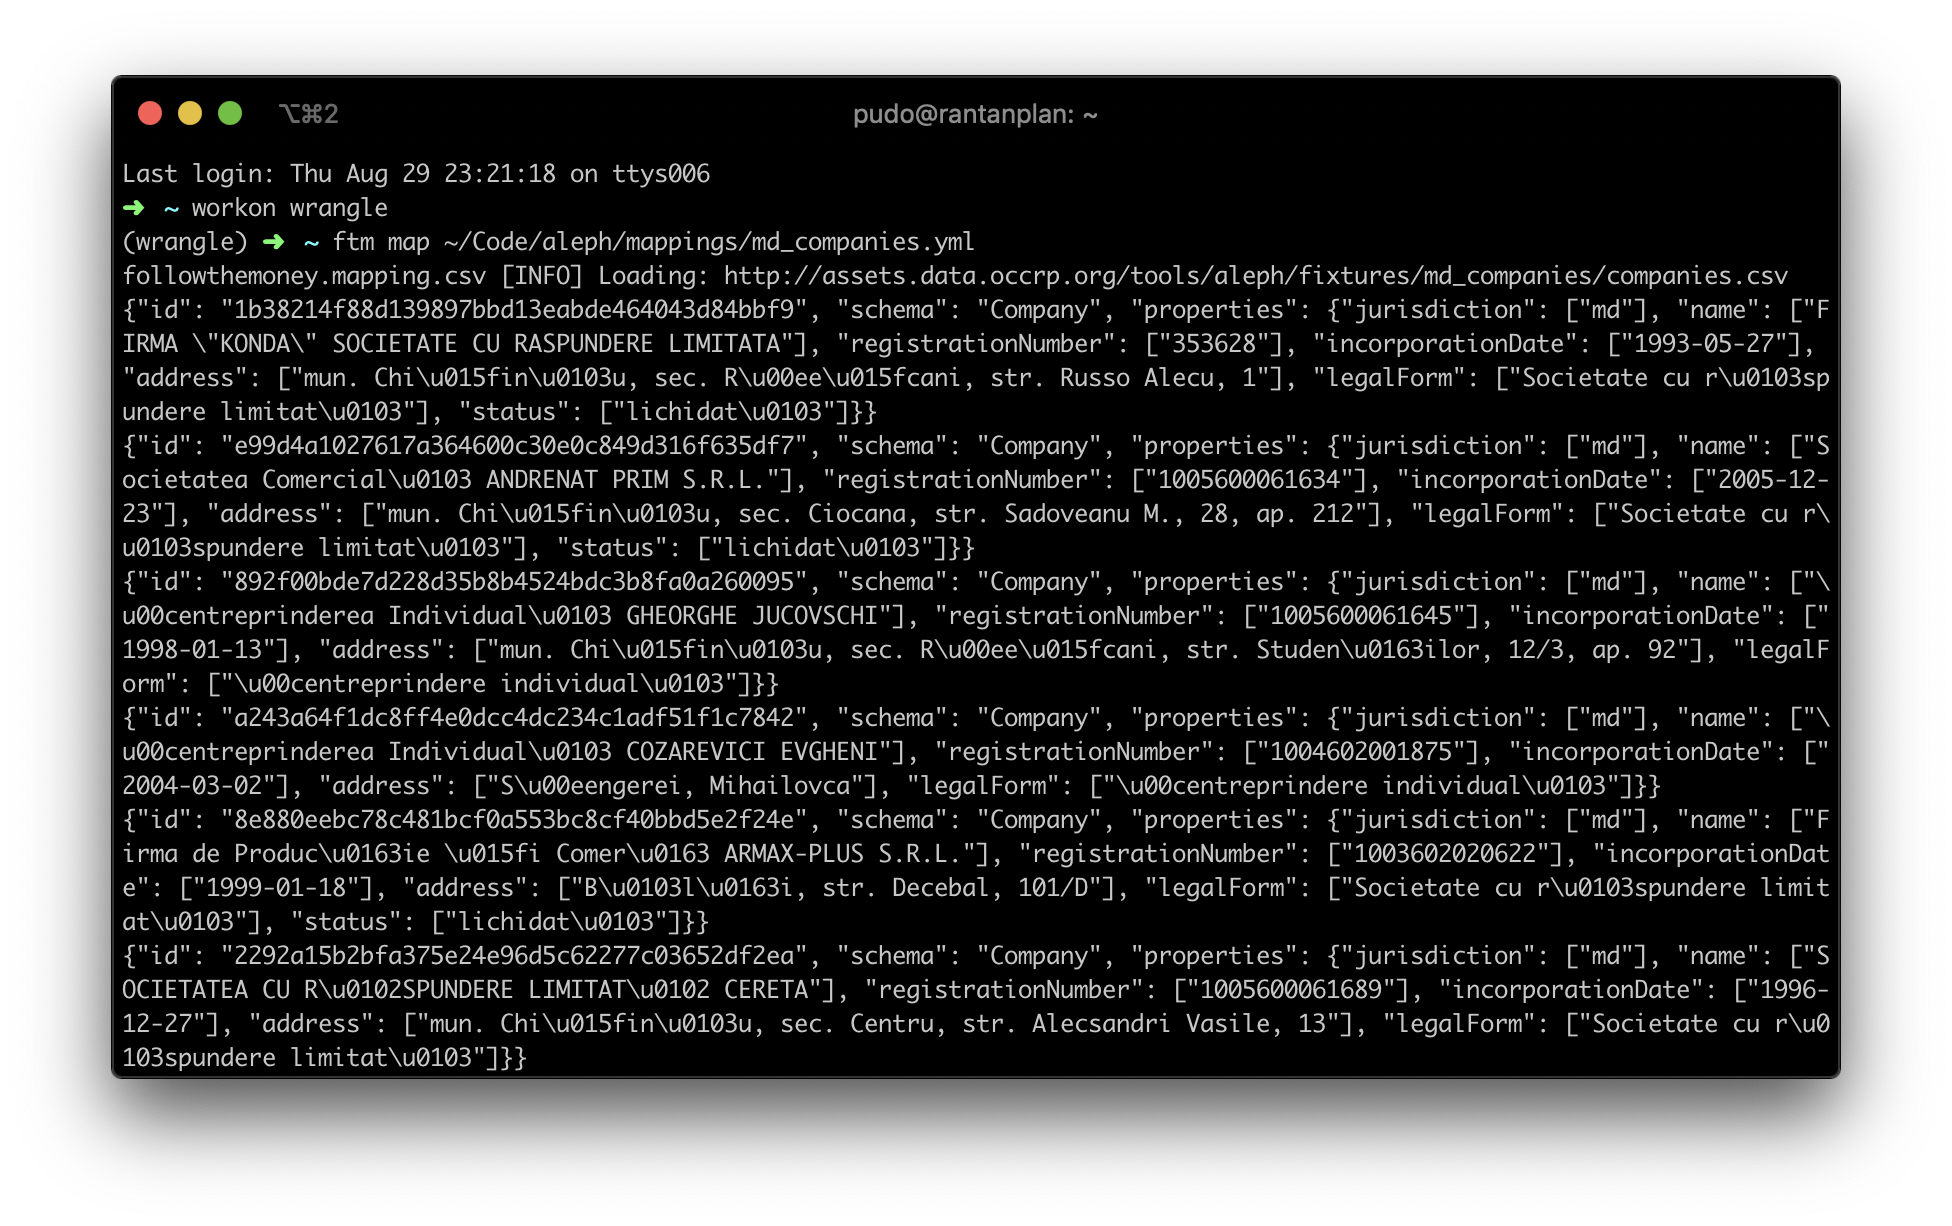 ⌥⌘2
pudo@rantanplan: ~
Last login: Thu Aug 29 23:21:18 on ttys006
➜ ~ workon wrangle
(wrangle) ➜ ~ ftm map ~/Code/aleph/mappings/md_companies.yml
followthemoney.mapping.csv [INFO] Loading: http://assets.data.occrp.org/tools/aleph/fixtures/md_companies/companies.csv
{"id": "1b38214f88d139897bbd13eabde464043d84bbf9", "schema": "Company", "properties": {"jurisdiction": ["md"], "name": ["F
IRMA \"KONDA\" SOCIETATE CU RASPUNDERE LIMITATA"], "registrationNumber": ["353628"], "incorporationDate": ["1993-05-27"],
"address": ["mun. Chi\u015fin\u0103u, sec. R\u00ee\u015fcani, str. Russo Alecu, 1"], "legalForm": ["Societate cu r\u0103sp
undere limitat\u0103"], "status": ["lichidat\u0103"]}}
{"id": "e99d4a1027617a364600c30e0c849d316f635df7", "schema": "Company", "properties": {"jurisdiction": ["md"], "name": ["S
ocietatea Comercial\u0103 ANDRENAT PRIM S.R.L."], "registrationNumber": ["1005600061634"], "incorporationDate": ["2005-12-
23"], "address": ["mun. Chi\u015fin\u0103u, sec. Ciocana, str. Sadoveanu M., 28, ap. 212"], "legalForm": ["Societate cu r\
u0103spundere limitat\u0103"], "status": ["lichidat\u0103"]}}
{"id": "892f00bde7d228d35b8b4524bdc3b8fa0a260095", "schema": "Company", "properties": {"jurisdiction": ["md"], "name": ["\
u00centreprinderea Individual\u0103 GHEORGHE JUCOVSCHI"], "registrationNumber": ["1005600061645"], "incorporationDate": ["
1998-01-13"], "address": ["mun. Chi\u015fin\u0103u, sec. R\u00ee\u015fcani, str. Studen\u0163ilor, 12/3, ap. 92"], "legalF
orm": ["\u00centreprindere individual\u0103"]}}
{"id": "a243a64f1dc8ff4e0dcc4dc234c1adf51f1c7842", "schema": "Company", "properties": {"jurisdiction": ["md"], "name": ["\
u00centreprinderea Individual\u0103 COZAREVICI EVGHENI"], "registrationNumber": ["1004602001875"], "incorporationDate": ["
2004-03-02"], "address": ["S\u00eengerei, Mihailovca"], "legalForm": ["\u00centreprindere individual\u0103"]}}
{"id": "8e880eebc78c481bcf0a553bc8cf40bbd5e2f24e", "schema": "Company", "properties": {"jurisdiction": ["md"], "name": ["F
irma de Produc\u0163ie \u015fi Comer\u0163 ARMAX-PLUS S.R.L."], "registrationNumber": ["1003602020622"], "incorporationDat
e": ["1999-01-18"], "address": ["B\u0103l\u0163i, str. Decebal, 101/D"], "legalForm": ["Societate cu r\u0103spundere limit
at\u0103"], "status": ["lichidat\u0103"]}}
{"id": "2292a15b2bfa375e24e96d5c62277c03652df2ea", "schema": "Company", "properties": {"jurisdiction": ["md"], "name": ["S
OCIETATEA CU R\u0102SPUNDERE LIMITAT\u0102 CERETA"], "registrationNumber": ["1005600061689"], "incorporationDate": ["1996-
12-27"], "address": ["mun. Chi\u015fin\u0103u, sec. Centru, str. Alecsandri Vasile, 13"], "legalForm": ["Societate cu r\u0
103spundere limitat\u0103"]}}